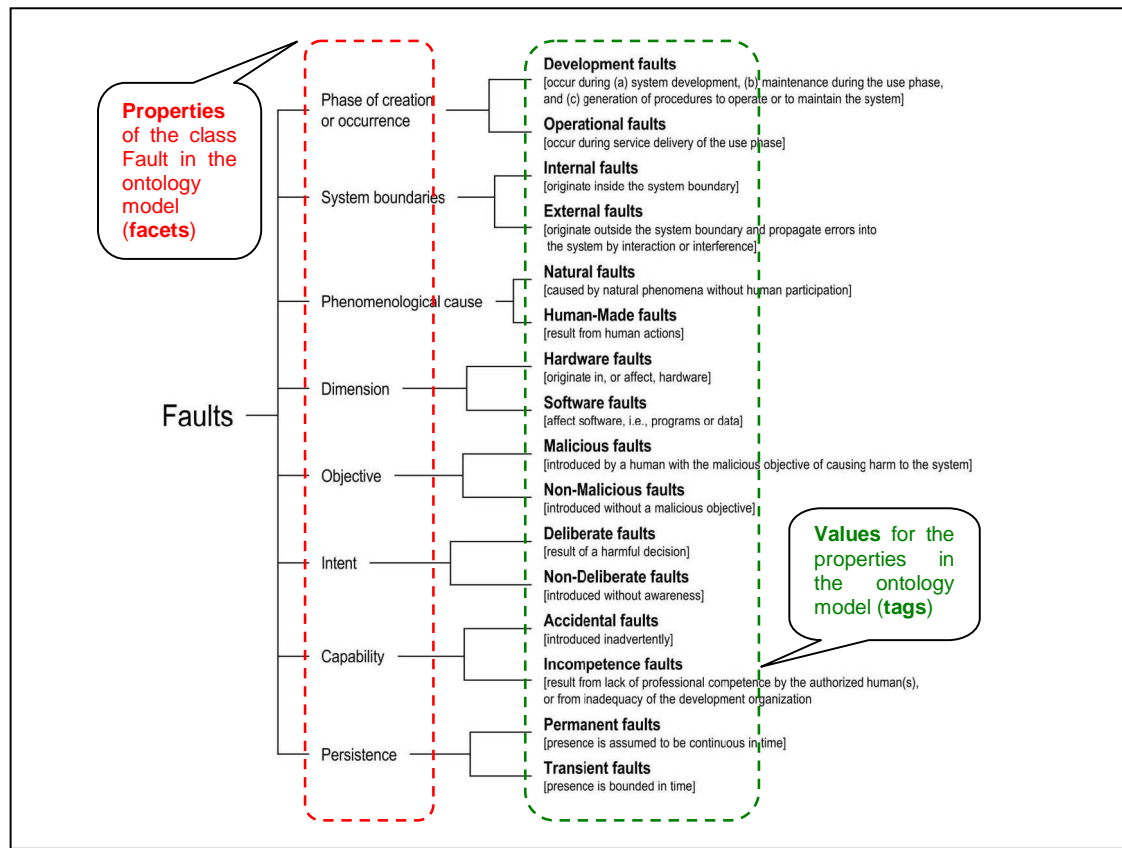 Properties
of the class
Fault in the
ontology
model
(facets)
Faults
Phase of creation
or occurrence
Development faults
[occur during (a) system development, (b) maintenance during the use phase,
and (c) generation of procedures to operate or to maintain the system]
Operational faults
[occur during service delivery of the use phase]
System boundaries
Internal faults
[originate inside the system boundary]
External faults
[originate outside the system boundary and propagate errors into
the system by interaction or interference]
Phenomenological cause
Natural faults
[caused by natural phenomena without human participation]
Human-Made faults
[result from human actions]
Dimension
Hardware faults
[originate in, or affect, hardware]
Software faults
[affect software, i.e., programs or data]
Objective
Malicious faults
[introduced by a human with the malicious objective of causing harm to the system]
Non-Malicious faults
[introduced without a malicious objective]
Intent
Deliberate faults
[result of a harmful decision]
Non-Deliberate faults
[introduced without awareness]
Capability
Accidental faults
[introduced inadvertently]
Incompetence faults
[result from lack of professional competence by the authorized human(s),
or from inadequacy of the development organization
Persistence
Permanent faults
[presence is assumed to be continuous in time]
Transient faults
[presence is bounded in time]
Values for the
properties in
the ontology
model (tags)